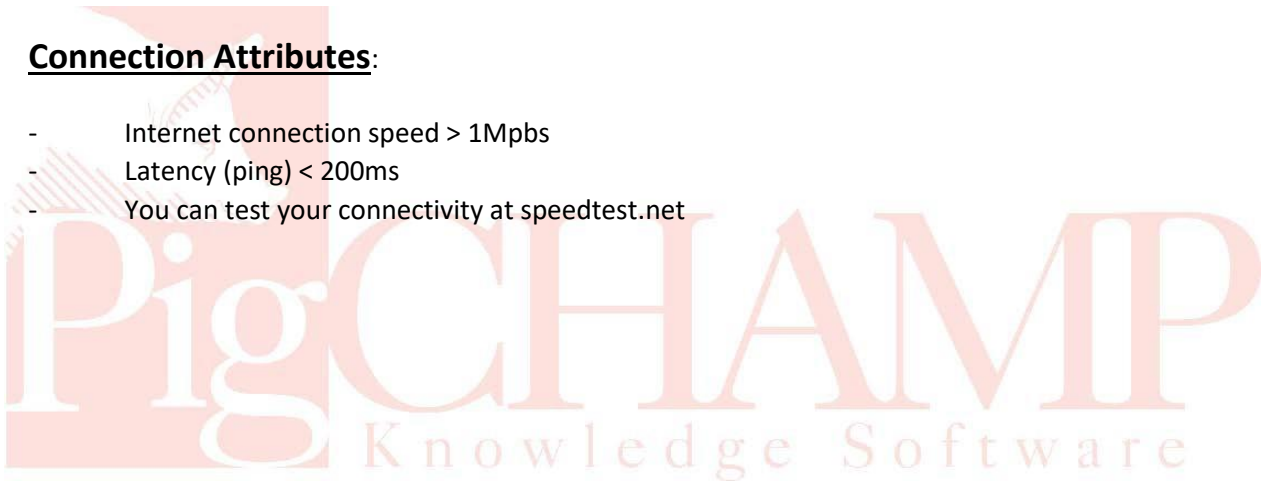 Connection Attributes:
- Internet connection speed > 1Mpbs
- Latency (ping) < 200ms
- You can test your connectivity at speedtest.net
PigCHAMP
Knowledge Software